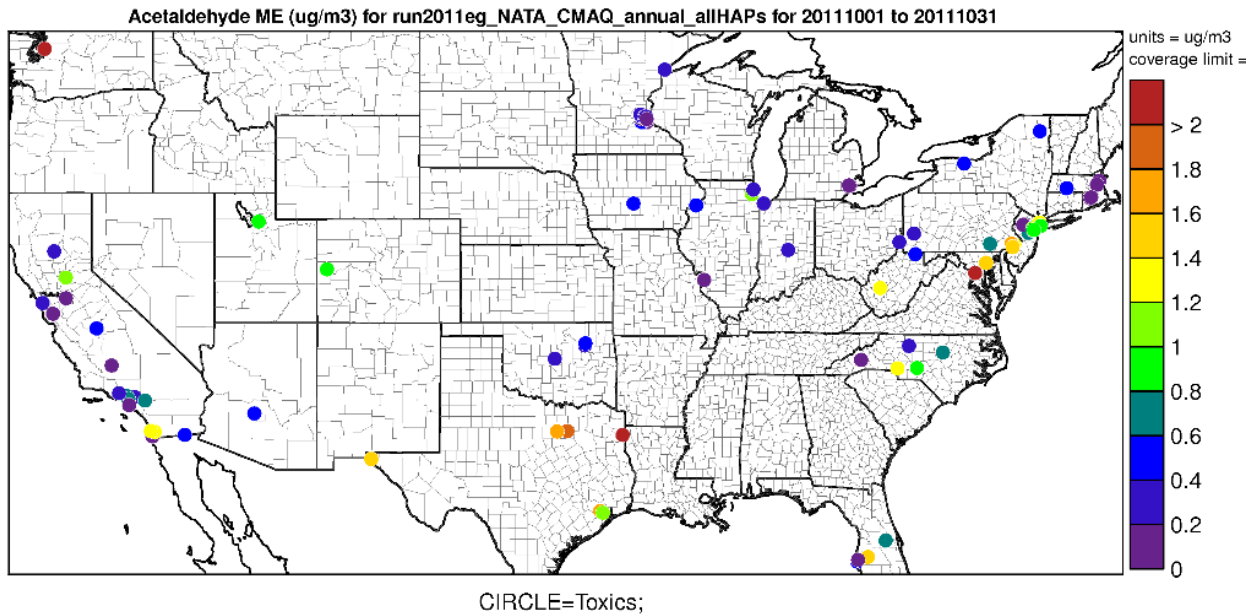 Acetaldehyde ME (ug/m3) for run2011eg_NATA_CMAQ_annual_allHAPs for 20111001 to 20111031
units = ug/m3
coverage limit =
> 2
1.8
1.6
1.4
1.2
1
0.8
0.6
0.4
0.2
0
CIRCLE=Toxics;